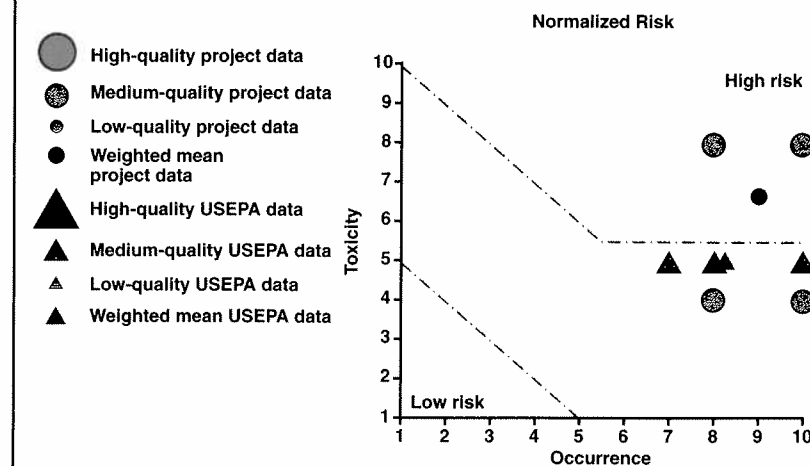 Normalized Risk
High-quality project data
Medium-quality project data
Low-quality project data
Weighted mean
project data
High-quality USEPA data
Medium-quality USEPA data
Low-quality USEPA data
Weighted mean USEPA data
High risk
Low risk
Toxicity
10
9
8
7
6
5
4
3
2
1
1 2 3 4 5 6 7 8 9 10
Occurrence